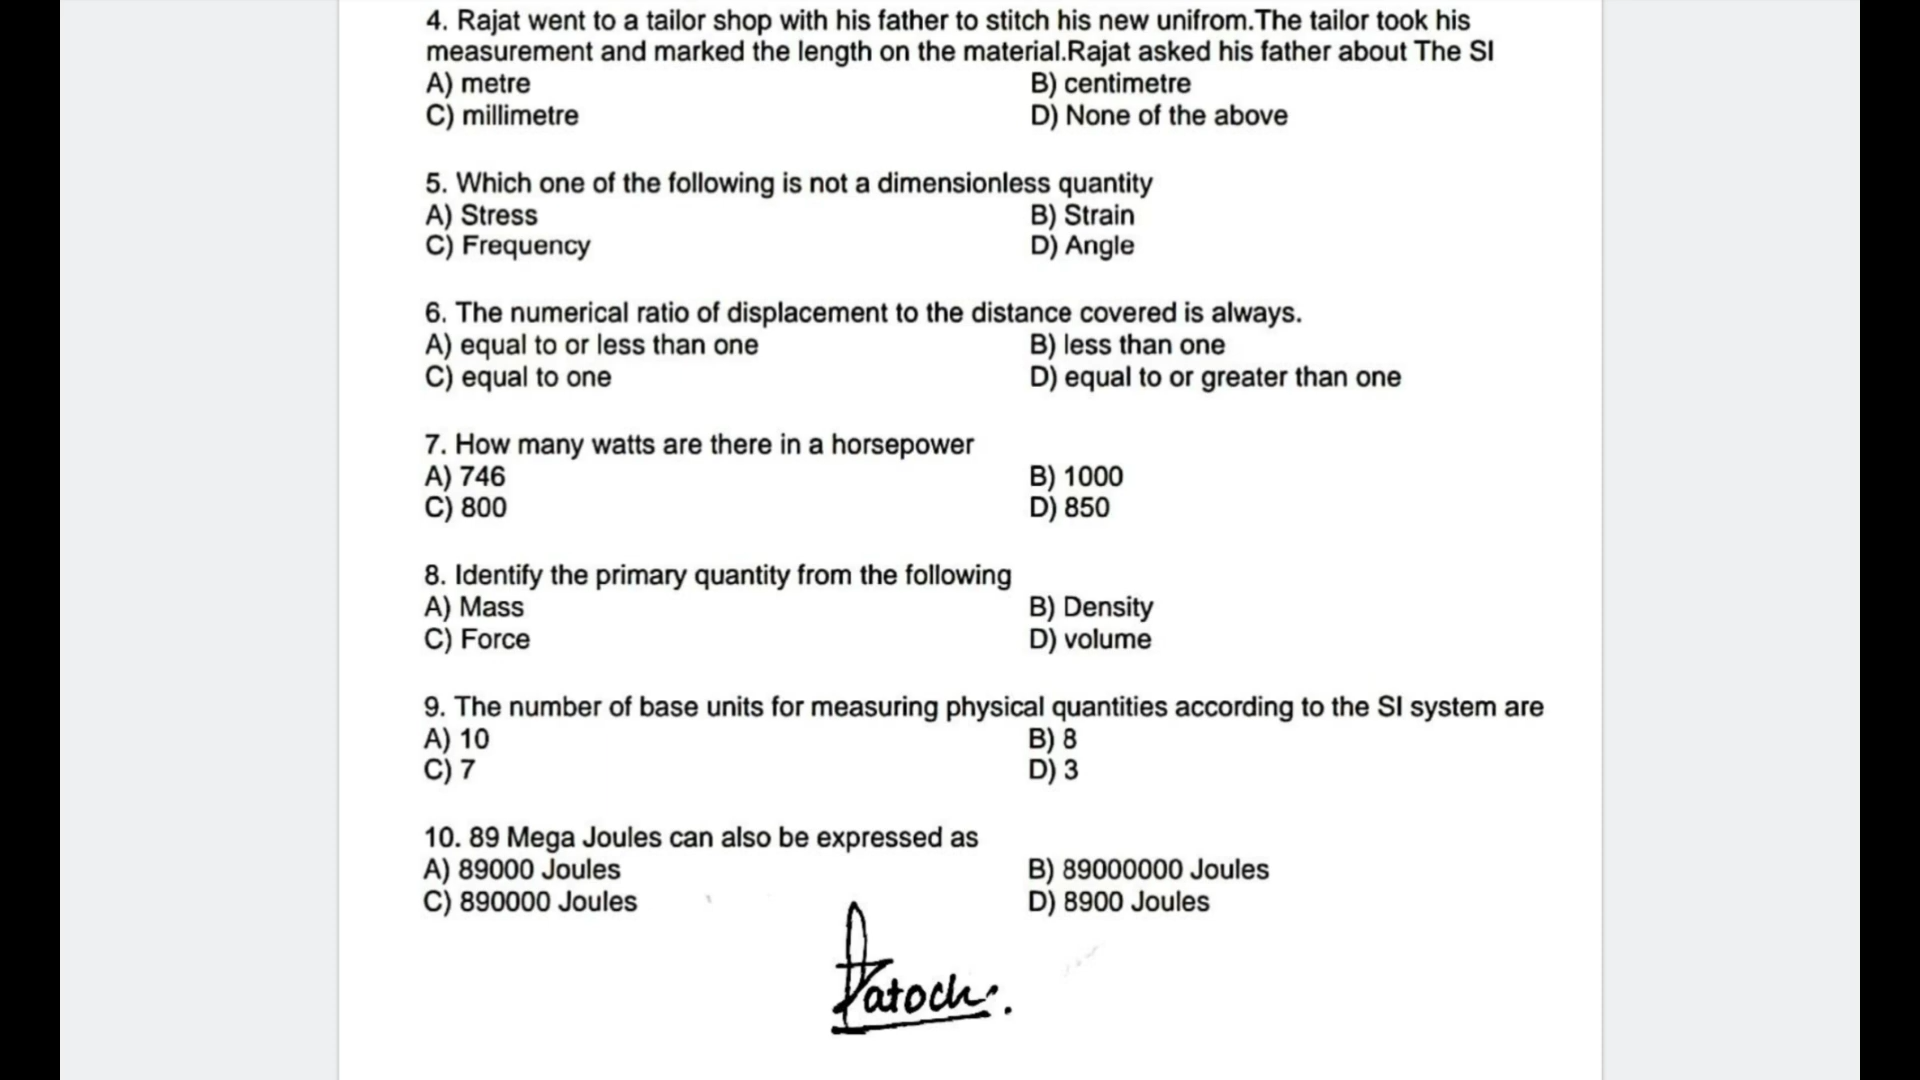 4. Rajat went to a tailor shop with his father to stitch his new unifrom.The tailor took his
measurement and marked the length on the material.Rajat asked his father about The SI
A) metre B) centimetre
C) millimetre D) None of the above
5. Which one of the following is not a dimensionless quantity
A) Stress B) Strain
C) Frequency D) Angle
6. The numerical ratio of displacement to the distance covered is always.
A) equal to or less than one B) less than one
C) equal to one D) equal to or greater than one
7. How many watts are there in a horsepower
A) 746 B) 1000
C) 800 D) 850
8. Identify the primary quantity from the following
A) Mass B) Density
C) Force D) volume
9. The number of base units for measuring physical quantities according to the SI system are
A) 10 B) 8
C) 7 D) 3
10. 89 Mega Joules can also be expressed as
A) 89000 Joules B) 89000000 Joules
C) 890000 Joules D) 8900 Joules